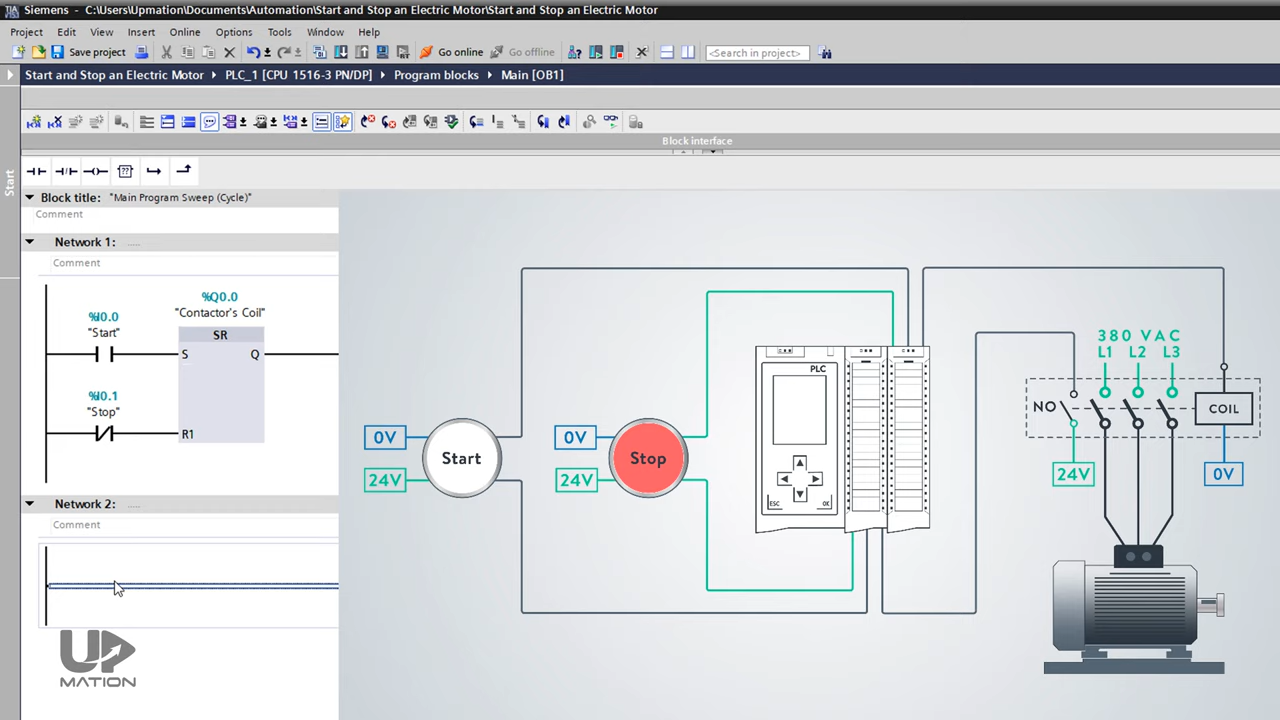 Siemens - C:\Users\Upmation\Documents\Automation\Start and Stop an Electric Motor\Start and Stop an Electric Motor
Project Edit View Insert Online Options Tools Window Help
Save project Go online Go offline <Search in project>
Start and Stop an Electric Motor PLC_1 [CPU 1516-3 PN/DP] Program blocks Main [OB1]
Block interface
Start
Block title: "Main Program Sweep (Cycle)"
Comment
Network 1: .....
Comment
%Q0.0
"Contactor's Coil"
%I0.0
"Start"
SR
S Q
%I0.1
"Stop"
R1
Network 2: .....
Comment
UP
MATION
0V
24V
Start
0V
24V
Stop
PLC
ESC OK
380 VAC
L1 L2 L3
NO
COIL
24V
0V